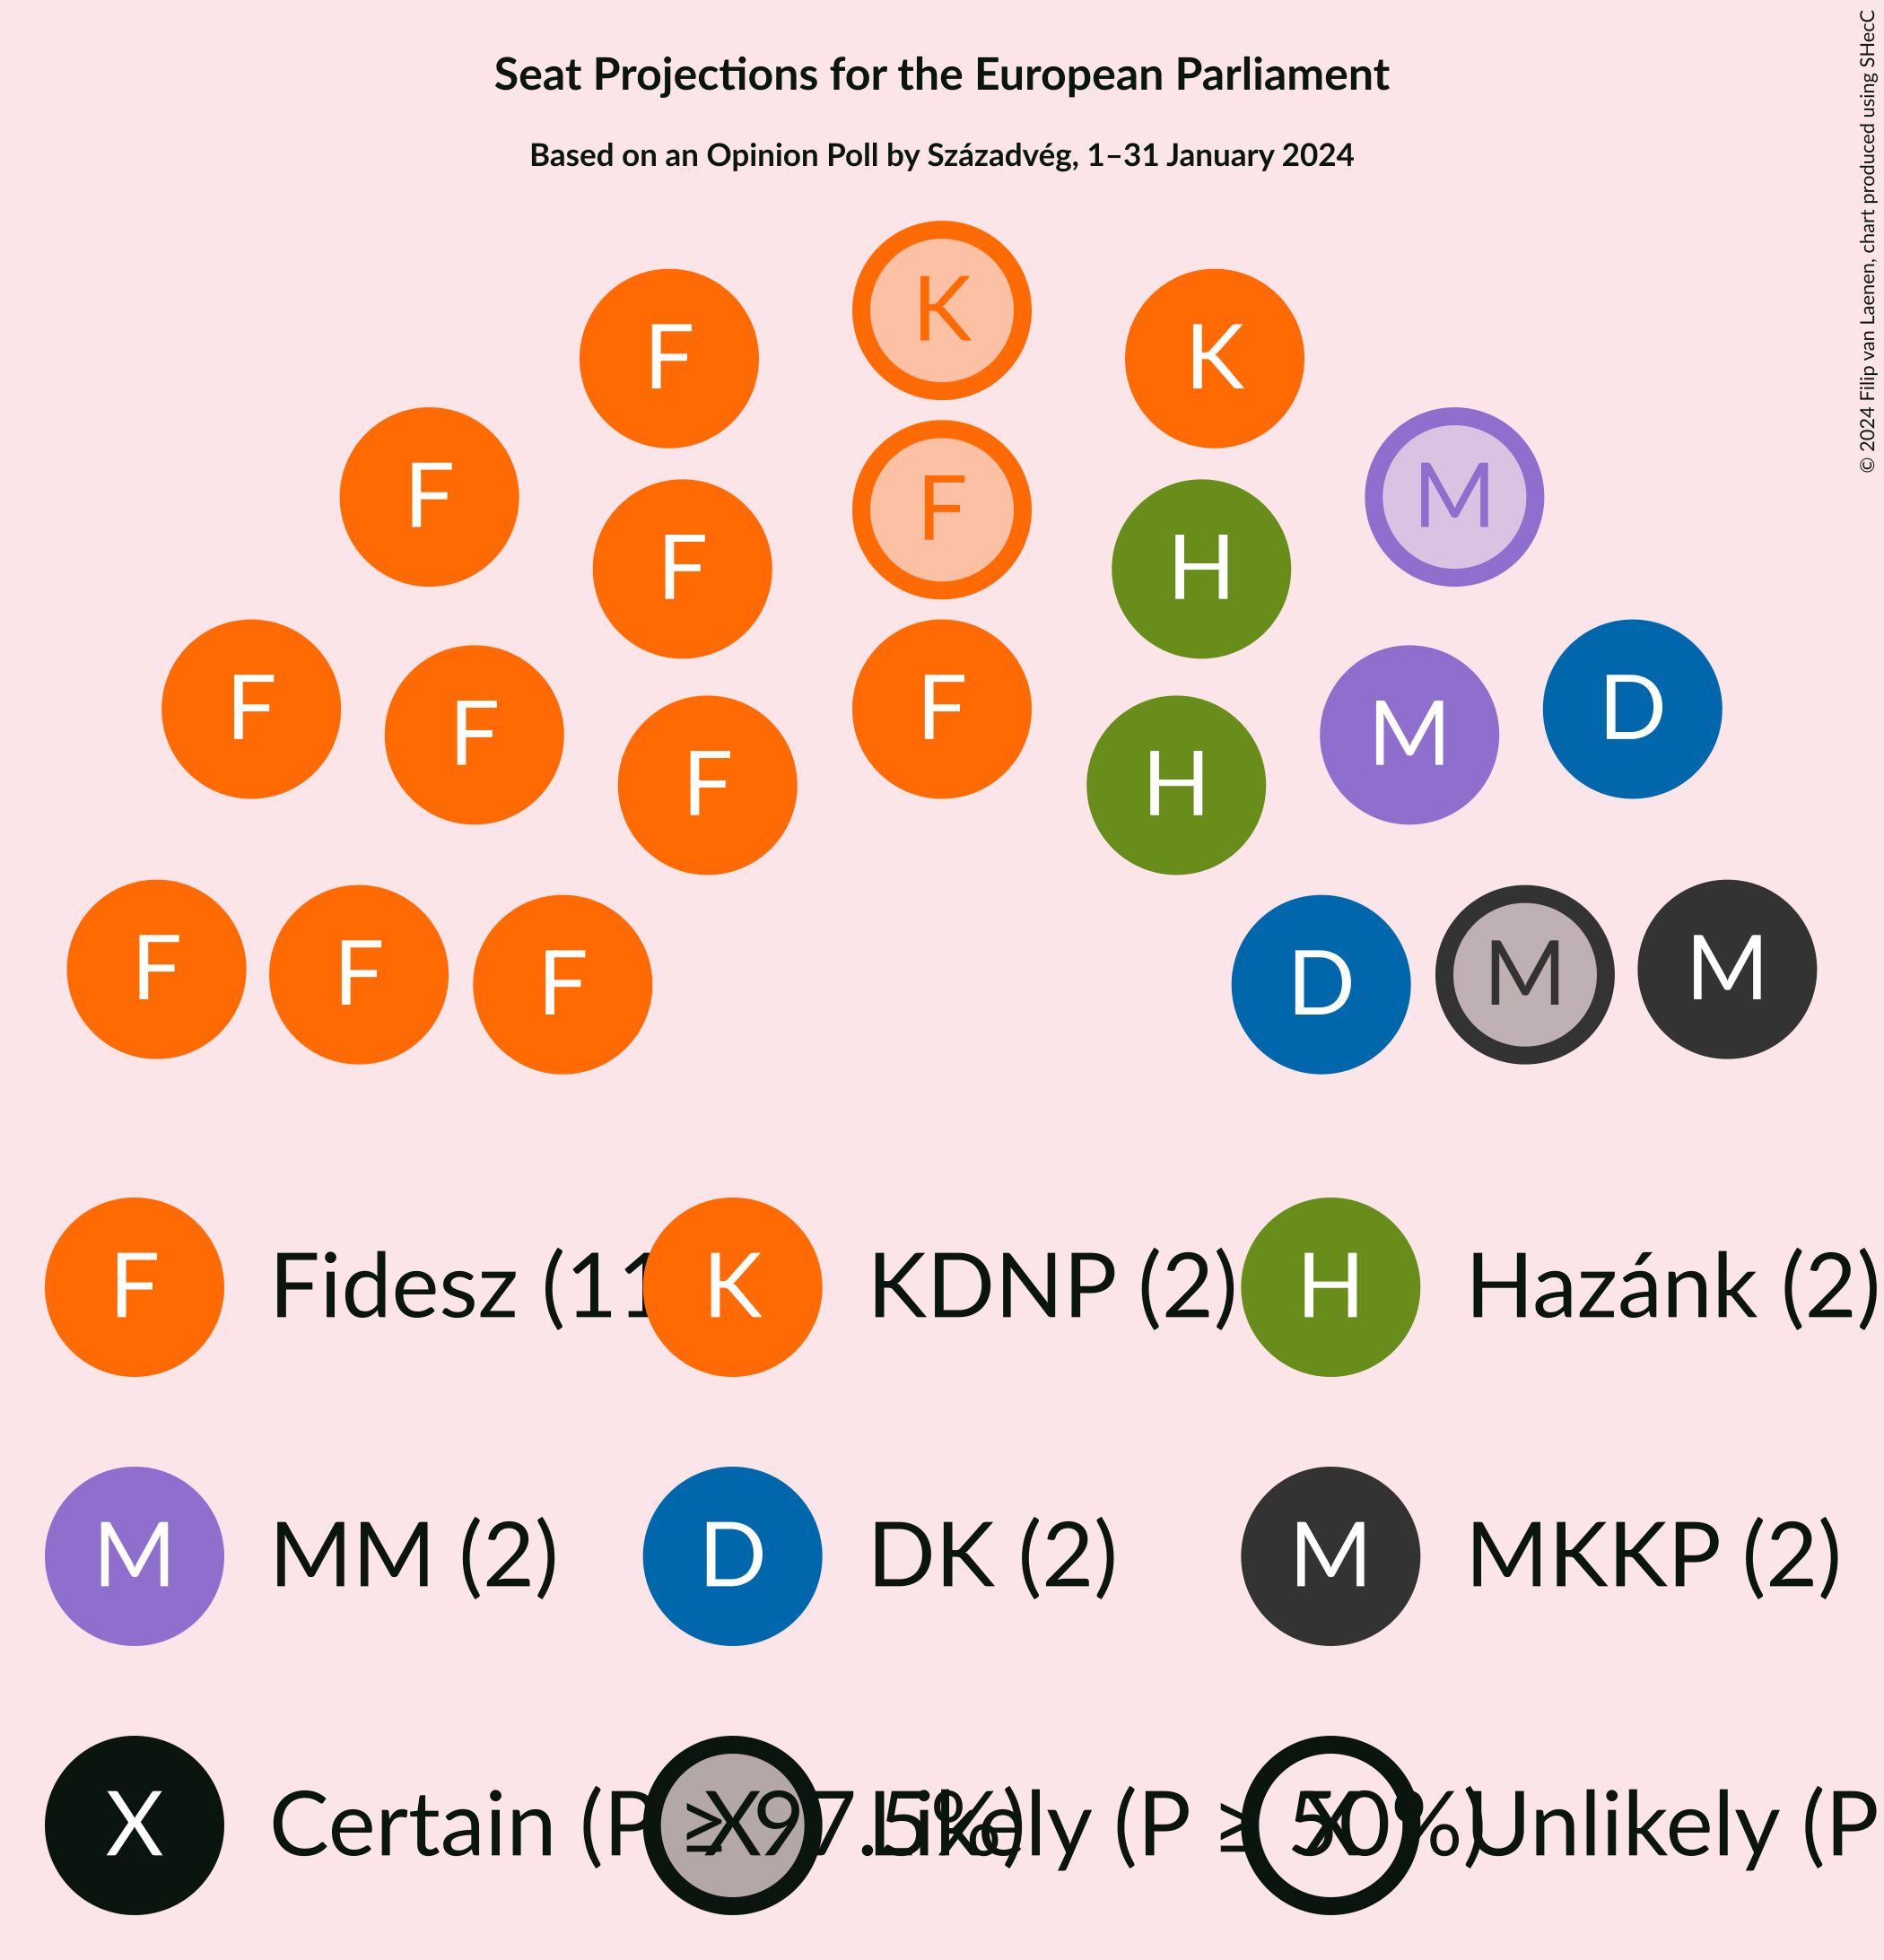 Seat Projections for the European Parliament
Based on an Opinion Poll by Századvég, 1–31 January 2024
© 2024 Filip van Laenen, chart produced using SHecC
K
F K
F M
F
F H
F D
F F M
F H
F M
F M
F D
F Fidesz (11 K KDNP (2) H Hazánk (2)
M MM (2) D DK (2) M MKKP (2)
X Certain (P ≥ 97.5%) X Likely (P ≥ 50%) X Unlikely (P